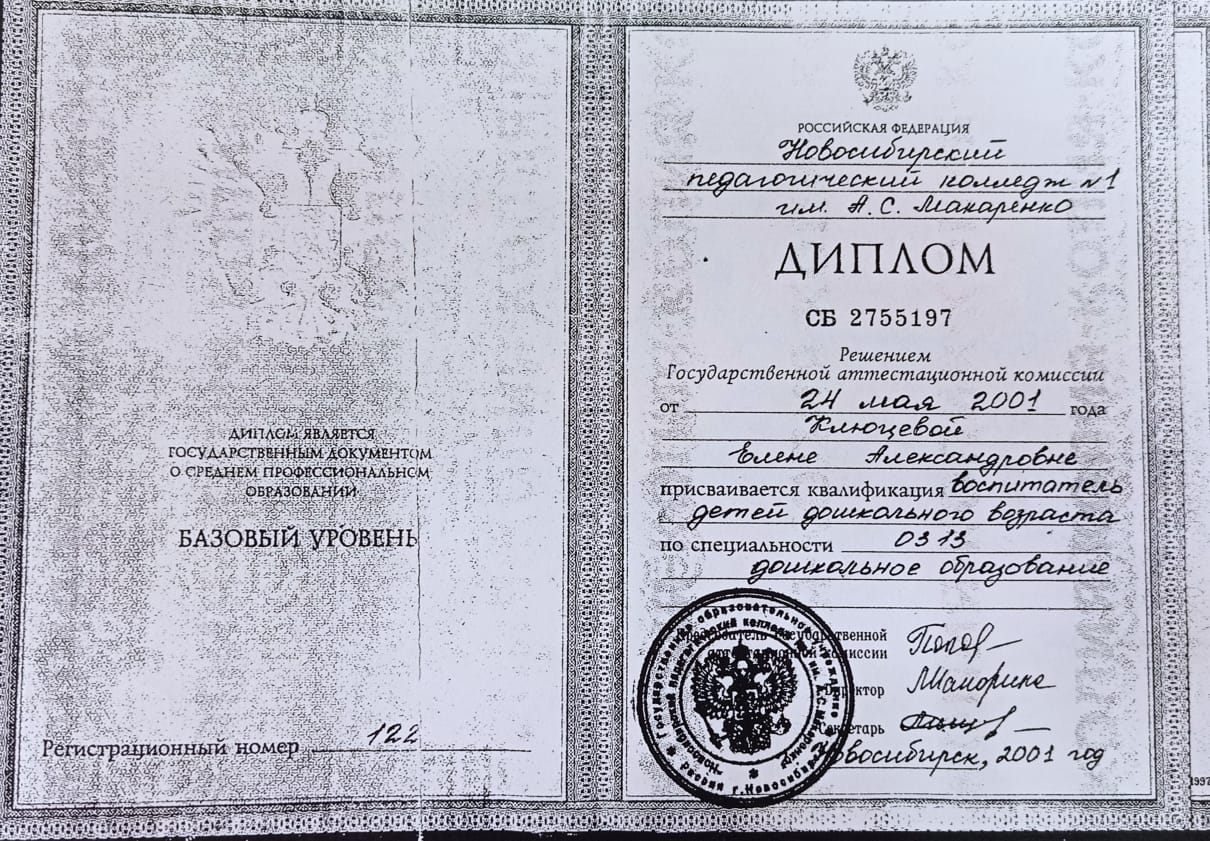 ДИПЛОМ ЯВЛЯЕТСЯ
ГОСУДАРСТВЕННЫМ ДОКУМЕНТОМ
О СРЕДНЕМ ПРОФЕССИОНАЛЬНОМ
ОБРАЗОВАНИИ
БАЗОВЫЙ УРОВЕНЬ
Регистрационный номер 122
РОССИЙСКАЯ ФЕДЕРАЦИЯ
Новосибирский
педагогический колледж №1
им. А.С. Макаренко
ДИПЛОМ
СБ 2755197
Решением
Государственной аттестационной комиссии
от 24 мая 2001 года
Ключевой
Елене Александровне
присваивается квалификация воспитатель
детей дошкольного возраста
по специальности 0313
дошкольное образование
Председатель Государственной
аттестационной комиссии
Директор
Секретарь
Новосибирск, 2001 год
1997